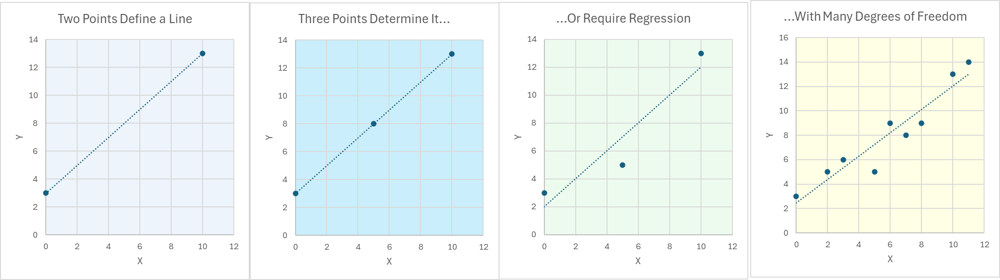 Two Points Define a Line
14
12
10
8
6
4
2
0
Y
0 2 4 6 8 10 12
X
Three Points Determine It...
14
12
10
8
6
4
2
0
Y
0 2 4 6 8 10 12
X
...Or Require Regression
14
12
10
8
6
4
2
0
Y
0 2 4 6 8 10 12
X
...With Many Degrees of Freedom
16
14
12
10
8
6
4
2
0
Y
0 2 4 6 8 10 12
X